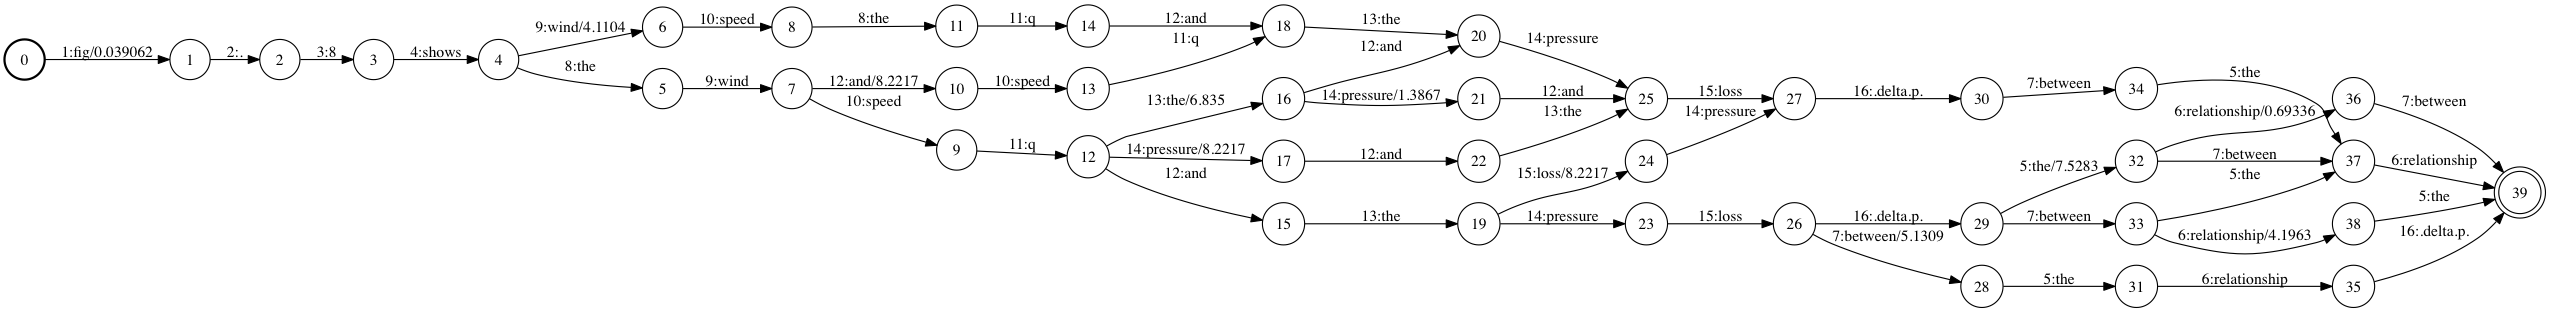 0
1:fig/0.039062
1
2:.
2
3:8
3
4:shows
4
9:wind/4.1104
6
10:speed
8
8:the
11
11:q
14
12:and
18
13:the
20
14:pressure
8:the
5
9:wind
7
12:and/8.2217
10
10:speed
13
11:q
10:speed
9
11:q
12
13:the/6.835
16
12:and
14:pressure/1.3867
21
12:and
25
15:loss
27
16:.delta.p.
30
7:between
34
5:the
14:pressure/8.2217
17
12:and
22
13:the
12:and
15
13:the
19
15:loss/8.2217
24
14:pressure
14:pressure
23
15:loss
26
16:.delta.p.
29
5:the/7.5283
32
6:relationship/0.69336
36
7:between
7:between
37
6:relationship
39
7:between
33
5:the
6:relationship/4.1963
38
5:the
7:between/5.1309
28
5:the
31
6:relationship
35
16:.delta.p.